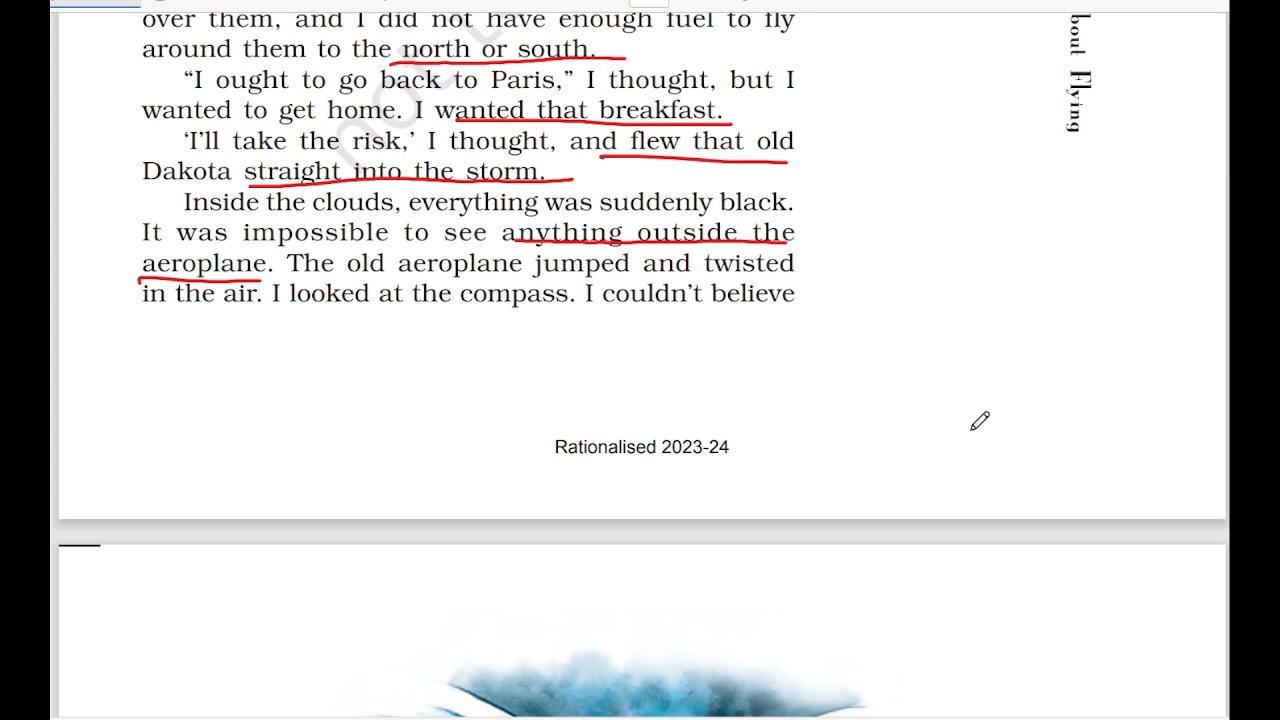 over them, and I did not have enough fuel to fly
around them to the north or south.
“I ought to go back to Paris,” I thought, but I
wanted to get home. I wanted that breakfast.
‘I’ll take the risk,’ I thought, and flew that old
Dakota straight into the storm.
Inside the clouds, everything was suddenly black.
It was impossible to see anything outside the
aeroplane. The old aeroplane jumped and twisted
in the air. I looked at the compass. I couldn’t believe
bout Flying
not
Rationalised 2023-24